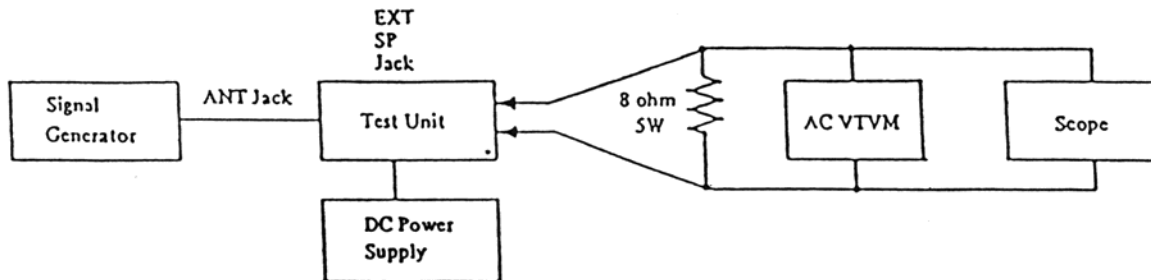 EXT
SP
Jack
Signal
Generator
ANT Jack
Test Unit
8 ohm
5W
AC VTVM
Scope
DC Power
Supply